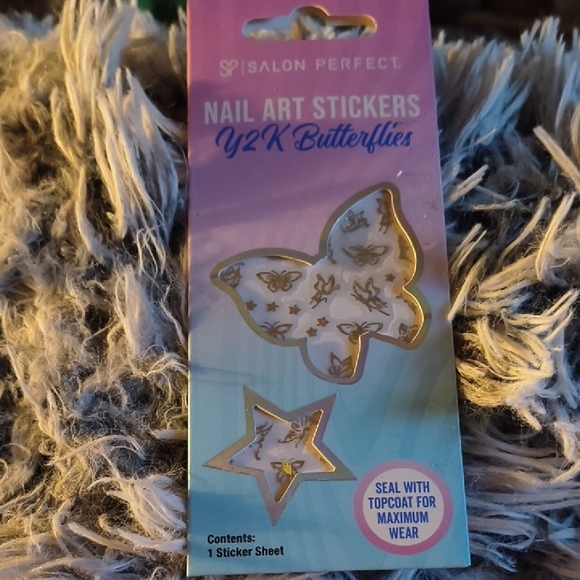 SP | SALON PERFECT.
NAIL ART STICKERS
Y2K Butterflies
SEAL WITH
TOPCOAT FOR
MAXIMUM
WEAR
Contents:
1 Sticker Sheet